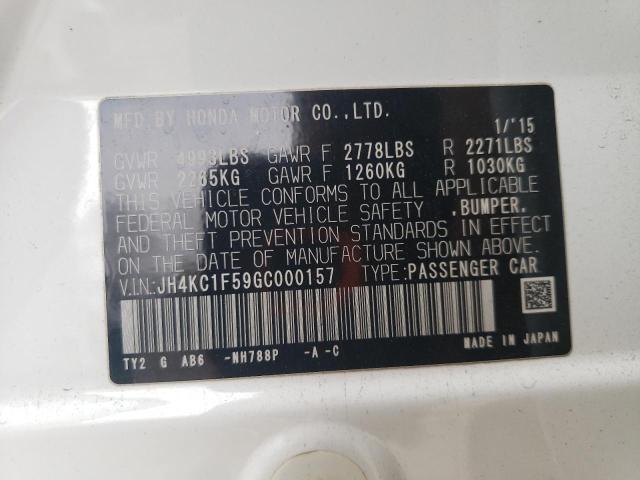 MFD BY HONDA MOTOR CO.,LTD. 1/'15
GVWR 4993LBS GAWR F 2778LBS R 2271LBS
GVWR 2265KG GAWR F 1260KG R 1030KG
THIS VEHICLE CONFORMS TO ALL APPLICABLE
FEDERAL MOTOR VEHICLE SAFETY ,BUMPER,
AND THEFT PREVENTION STANDARDS IN EFFECT
ON THE DATE OF MANUFACTURE SHOWN ABOVE.
V.I.N.:JH4KC1F59GC000157 TYPE:PASSENGER CAR
TY2 G AB6 -NH788P -A -C MADE IN JAPAN